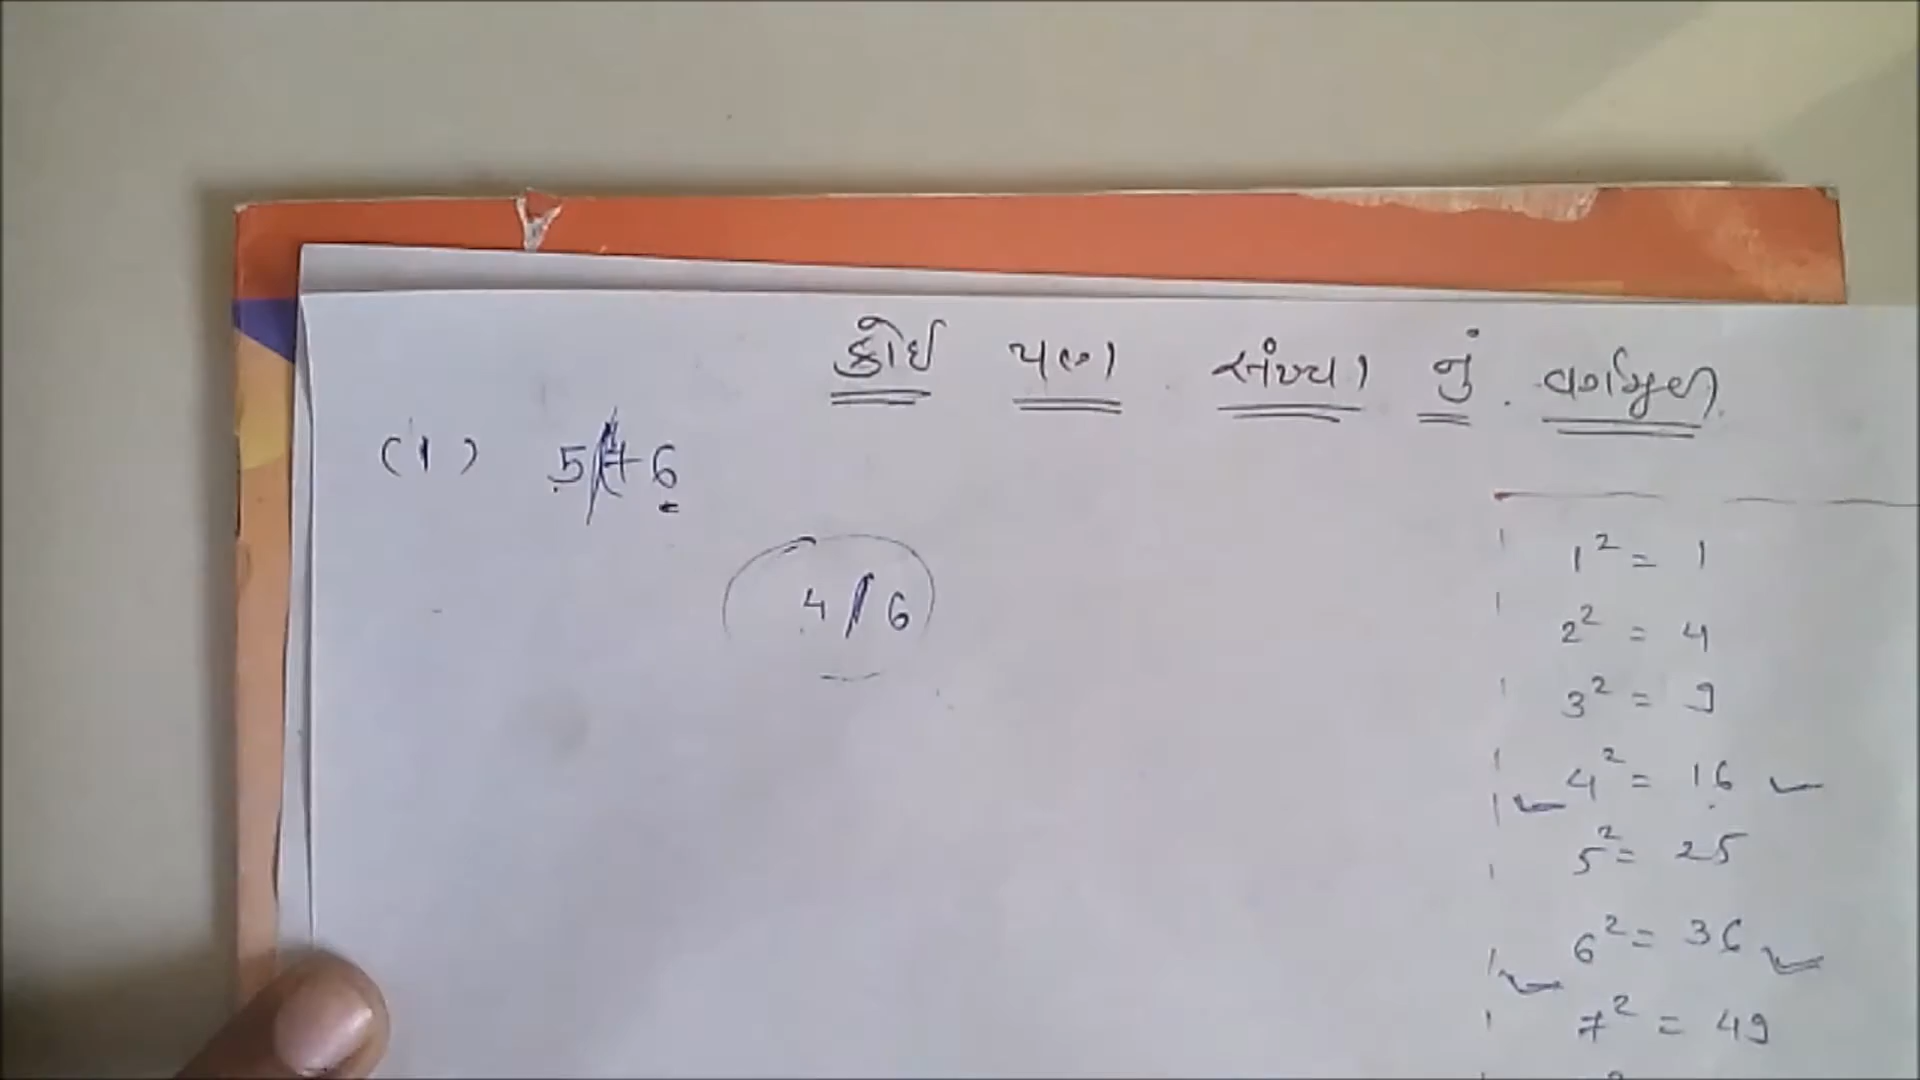 કોઇ પણ સંખ્યા નું વર્ગમુળ
(1) 576
4 / 6
1² = 1
2² = 4
3² = 9
4² = 16
5² = 25
6² = 36
7² = 49